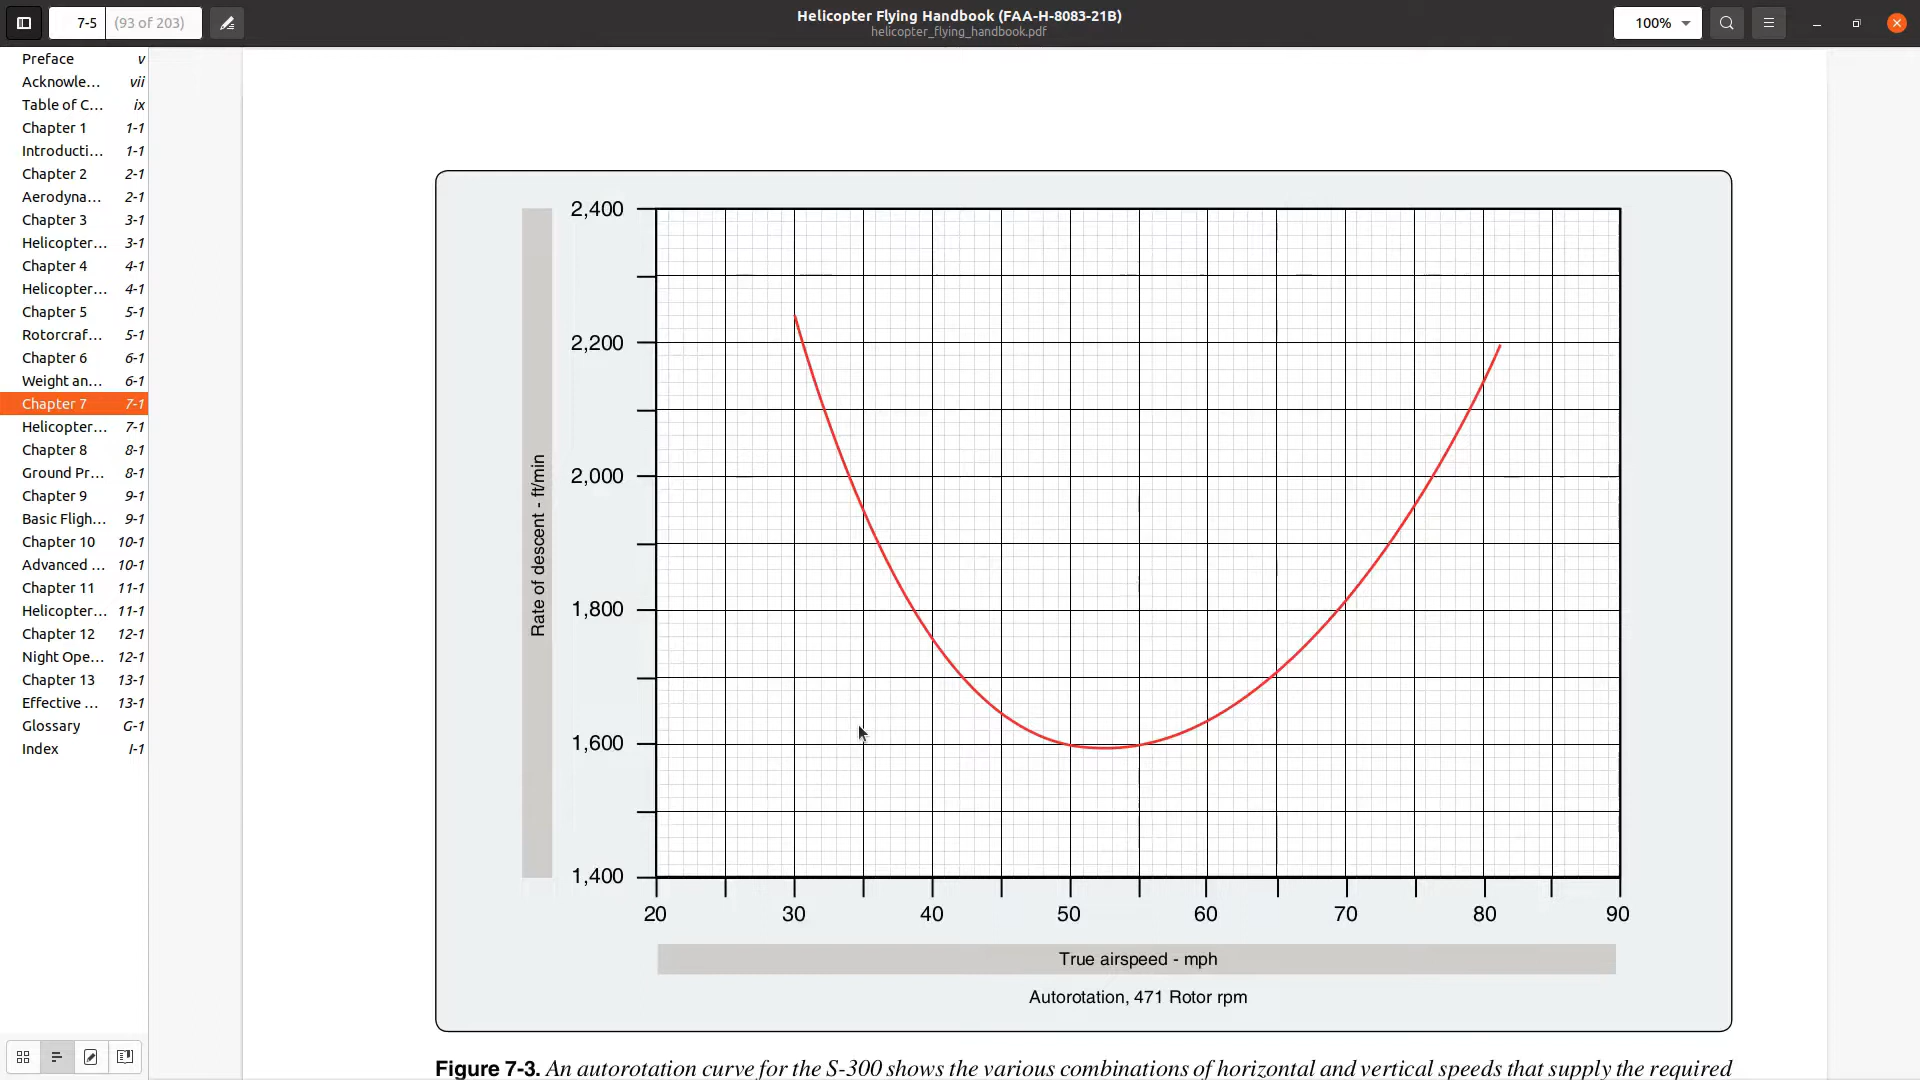 7-5 (93 of 203)
Helicopter Flying Handbook (FAA-H-8083-21B)
helicopter_flying_handbook.pdf
100%
Preface v
Acknowle... vii
Table of C... ix
Chapter 1 1-1
Introducti... 1-1
Chapter 2 2-1
Aerodyna... 2-1
Chapter 3 3-1
Helicopter... 3-1
Chapter 4 4-1
Helicopter... 4-1
Chapter 5 5-1
Rotorcraf... 5-1
Chapter 6 6-1
Weight an... 6-1
Chapter 7 7-1
Helicopter... 7-1
Chapter 8 8-1
Ground Pr... 8-1
Chapter 9 9-1
Basic Fligh... 9-1
Chapter 10 10-1
Advanced ... 10-1
Chapter 11 11-1
Helicopter... 11-1
Chapter 12 12-1
Night Ope... 12-1
Chapter 13 13-1
Effective ... 13-1
Glossary G-1
Index I-1
Rate of descent - ft/min
2,400
2,200
2,000
1,800
1,600
1,400
20 30 40 50 60 70 80 90
True airspeed - mph
Autorotation, 471 Rotor rpm
Figure 7-3. An autorotation curve for the S-300 shows the various combinations of horizontal and vertical speeds that supply the required